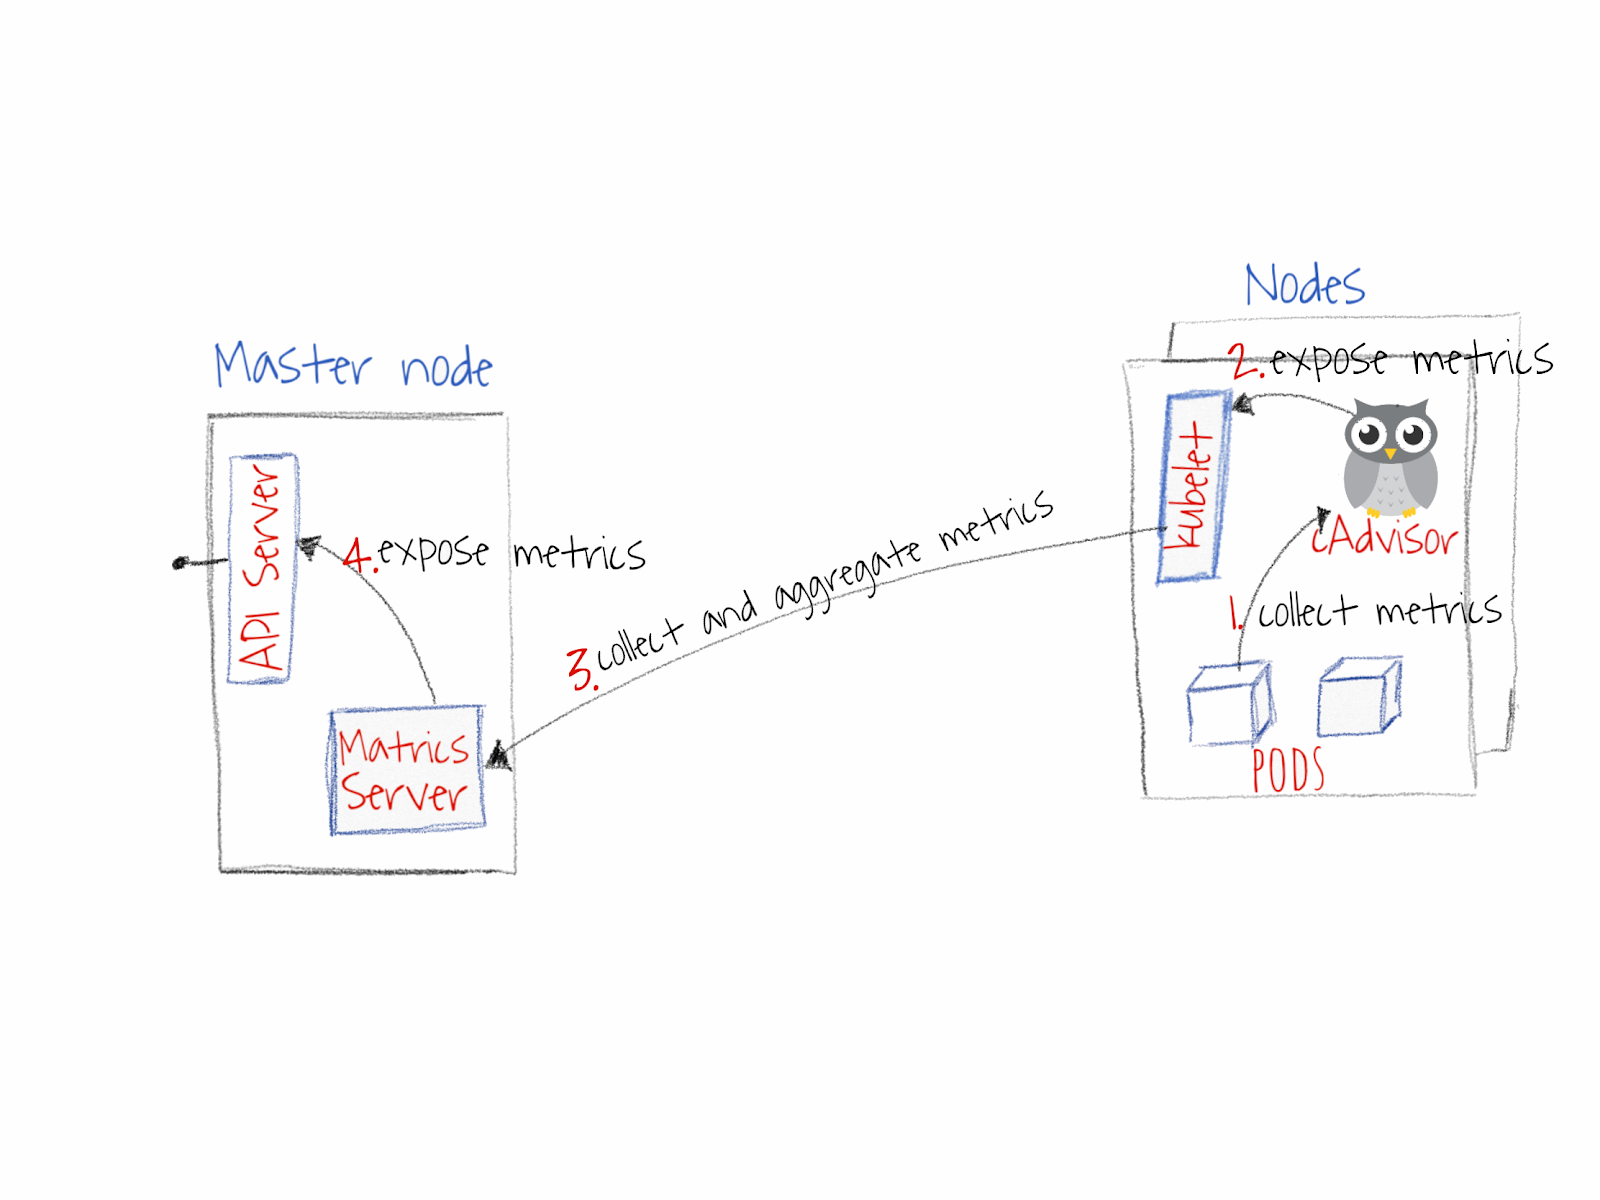 Nodes
Master node
2. expose metrics
kubelet
API Server
cAdvisor
4. expose metrics
3. collect and aggregate metrics
1. collect metrics
Matrics
Server
PODS